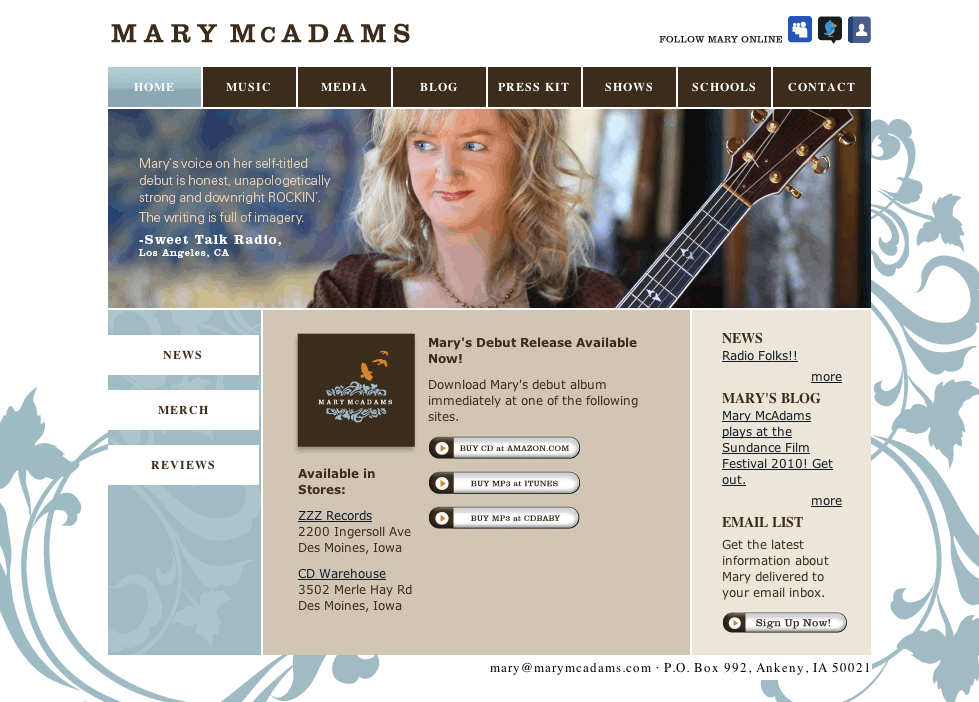 MARY McADAMS
FOLLOW MARY ONLINE
HOME MUSIC MEDIA BLOG PRESS KIT SHOWS SCHOOLS CONTACT
Mary's voice on her self-titled
debut is honest, unapologetically
strong and downright ROCKIN'.
The writing is full of imagery.
-Sweet Talk Radio,
Los Angeles, CA
NEWS
MERCH
REVIEWS
MARY McADAMS
Mary's Debut Release Available
Now!
Download Mary's debut album
immediately at one of the following
sites.
BUY CD at AMAZON.COM
BUY MP3 at ITUNES
BUY MP3 at CDBABY
Available in
Stores:
ZZZ Records
2200 Ingersoll Ave
Des Moines, Iowa
CD Warehouse
3502 Merle Hay Rd
Des Moines, Iowa
NEWS
Radio Folks!!
more
MARY'S BLOG
Mary McAdams
plays at the
Sundance Film
Festival 2010! Get
out.
more
EMAIL LIST
Get the latest
information about
Mary delivered to
your email inbox.
Sign Up Now!
mary@marymcadams.com · P.O. Box 992, Ankeny, IA 50021